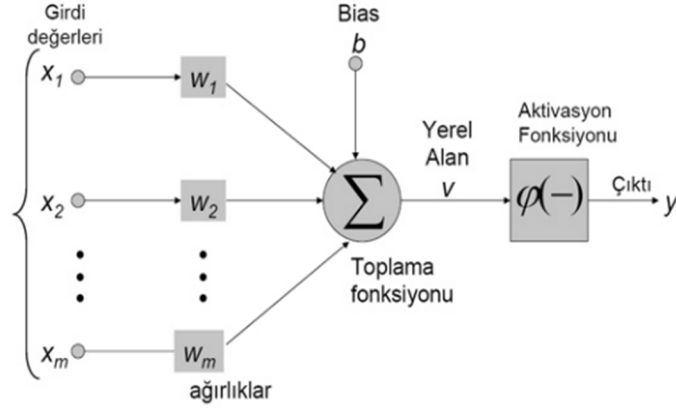 Girdi
değerleri
Bias
b
x1
w1
Yerel
Alan
v
Aktivasyon
Fonksiyonu
x2
w2
Σ
φ(−)
Çıktı
y
Toplama
fonksiyonu
xm
wm
ağırlıklar